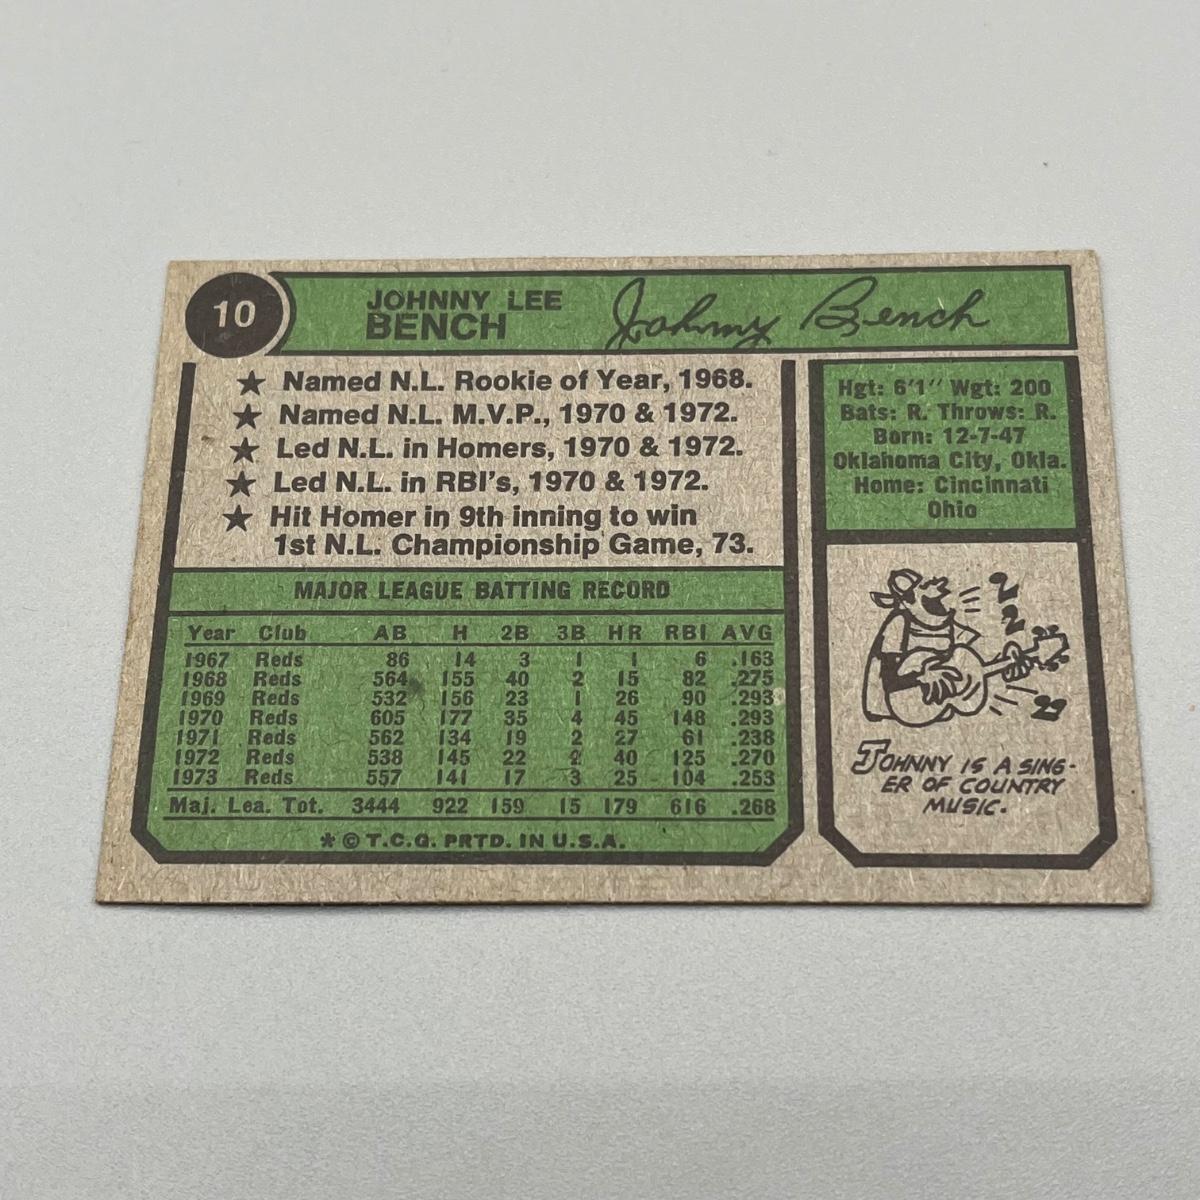 10
JOHNNY LEE
BENCH
Johnny Bench
★ Named N.L. Rookie of Year, 1968.
★ Named N.L. M.V.P., 1970 & 1972.
★ Led N.L. in Homers, 1970 & 1972.
★ Led N.L. in RBI's, 1970 & 1972.
★ Hit Homer in 9th inning to win
1st N.L. Championship Game, 73.
MAJOR LEAGUE BATTING RECORD
Year Club AB H 2B 3B HR RBI AVG
1967 Reds 86 14 3 1 1 6 .163
1968 Reds 564 155 40 2 15 82 .275
1969 Reds 532 156 23 1 26 90 .293
1970 Reds 605 177 35 4 45 148 .293
1971 Reds 562 134 19 2 27 61 .238
1972 Reds 538 145 22 2 40 125 .270
1973 Reds 557 141 17 3 25 104 .253
Maj. Lea. Tot. 3444 922 159 15 179 616 .268
* © T.C.G. PRTD. IN U.S.A.
Hgt: 6'1" Wgt: 200
Bats: R. Throws: R.
Born: 12-7-47
Oklahoma City, Okla.
Home: Cincinnati
Ohio
JOHNNY IS A SING-
ER OF COUNTRY
MUSIC.